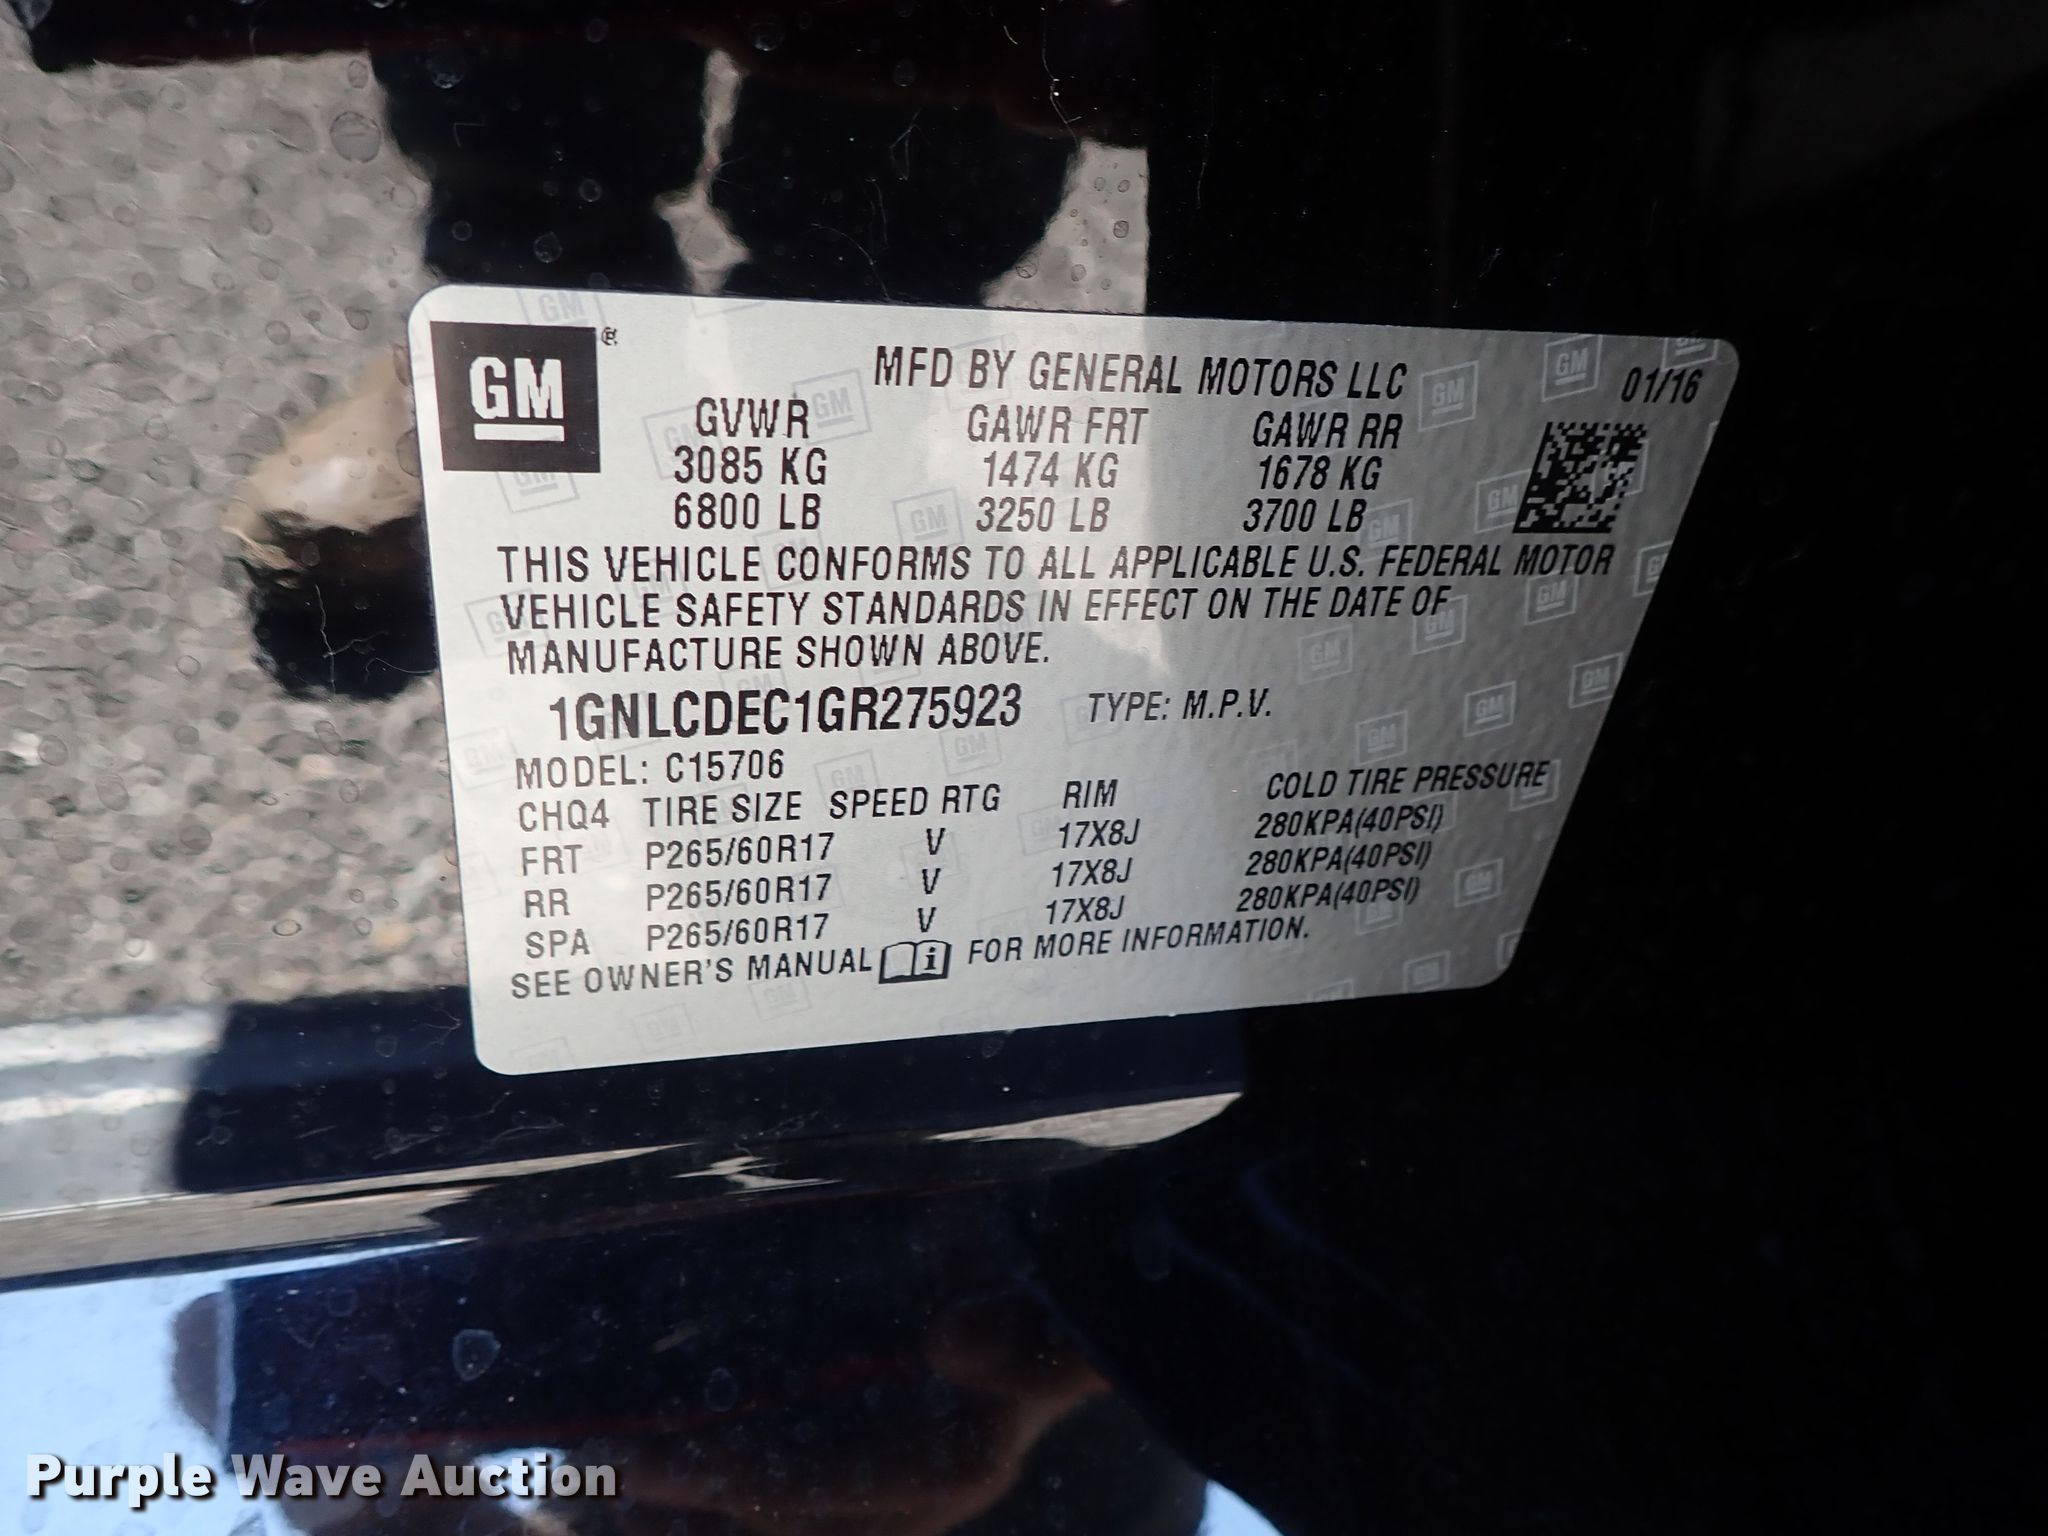 GM
MFD BY GENERAL MOTORS LLC 01/16
GVWR GAWR FRT GAWR RR
3085 KG 1474 KG 1678 KG
6800 LB 3250 LB 3700 LB
THIS VEHICLE CONFORMS TO ALL APPLICABLE U.S. FEDERAL MOTOR
VEHICLE SAFETY STANDARDS IN EFFECT ON THE DATE OF
MANUFACTURE SHOWN ABOVE.
1GNLCDEC1GR275923 TYPE: M.P.V.
MODEL: C15706
CHQ4 TIRE SIZE SPEED RTG RIM COLD TIRE PRESSURE
FRT P265/60R17 V 17X8J 280KPA(40PSI)
RR P265/60R17 V 17X8J 280KPA(40PSI)
SPA P265/60R17 V 17X8J 280KPA(40PSI)
SEE OWNER'S MANUAL i FOR MORE INFORMATION.
Purple Wave Auction